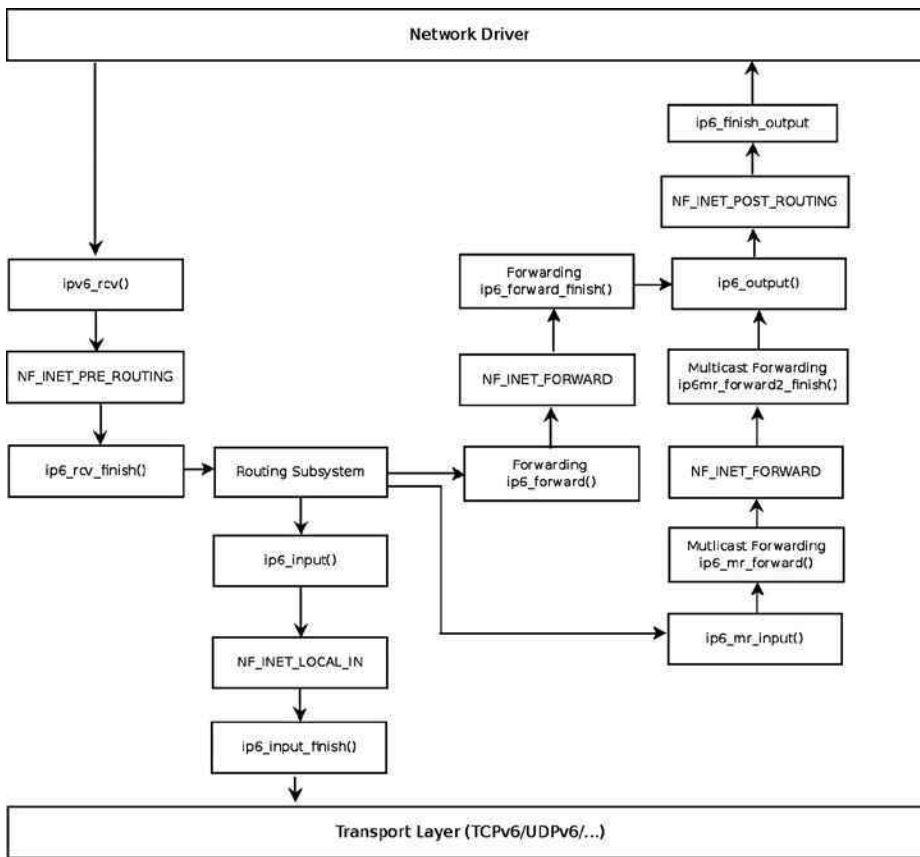 Network Driver
ip6_finish_output
NF_INET_POST_ROUTING
ipv6_rcv()
Forwarding
ip6_forward_finish()
ip6_output()
NF_INET_PRE_ROUTING
NF_INET_FORWARD
Multicast Forwarding
ip6mr_forward2_finish()
ip6_rcv_finish()
Routing Subsystem
Forwarding
ip6_forward()
NF_INET_FORWARD
ip6_input()
Mutlicast Forwarding
ip6_mr_forward()
NF_INET_LOCAL_IN
ip6_mr_input()
ip6_input_finish()
Transport Layer (TCPv6/UDPv6/...)